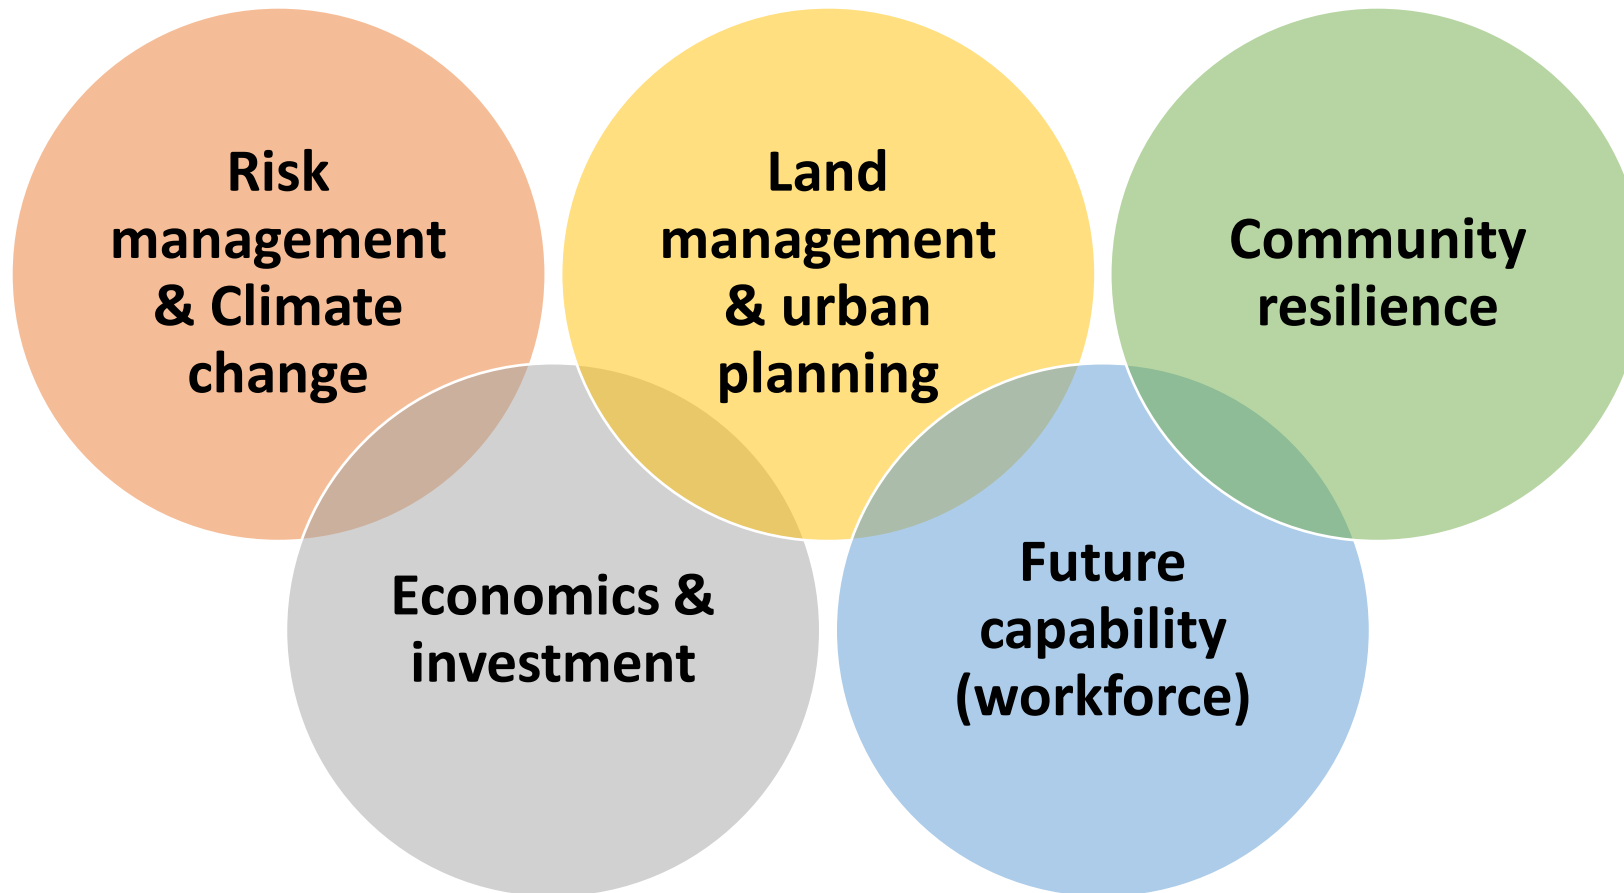 Risk
management
& Climate
change
Land
management
& urban
planning
Community
resilience
Economics &
investment
Future
capability
(workforce)